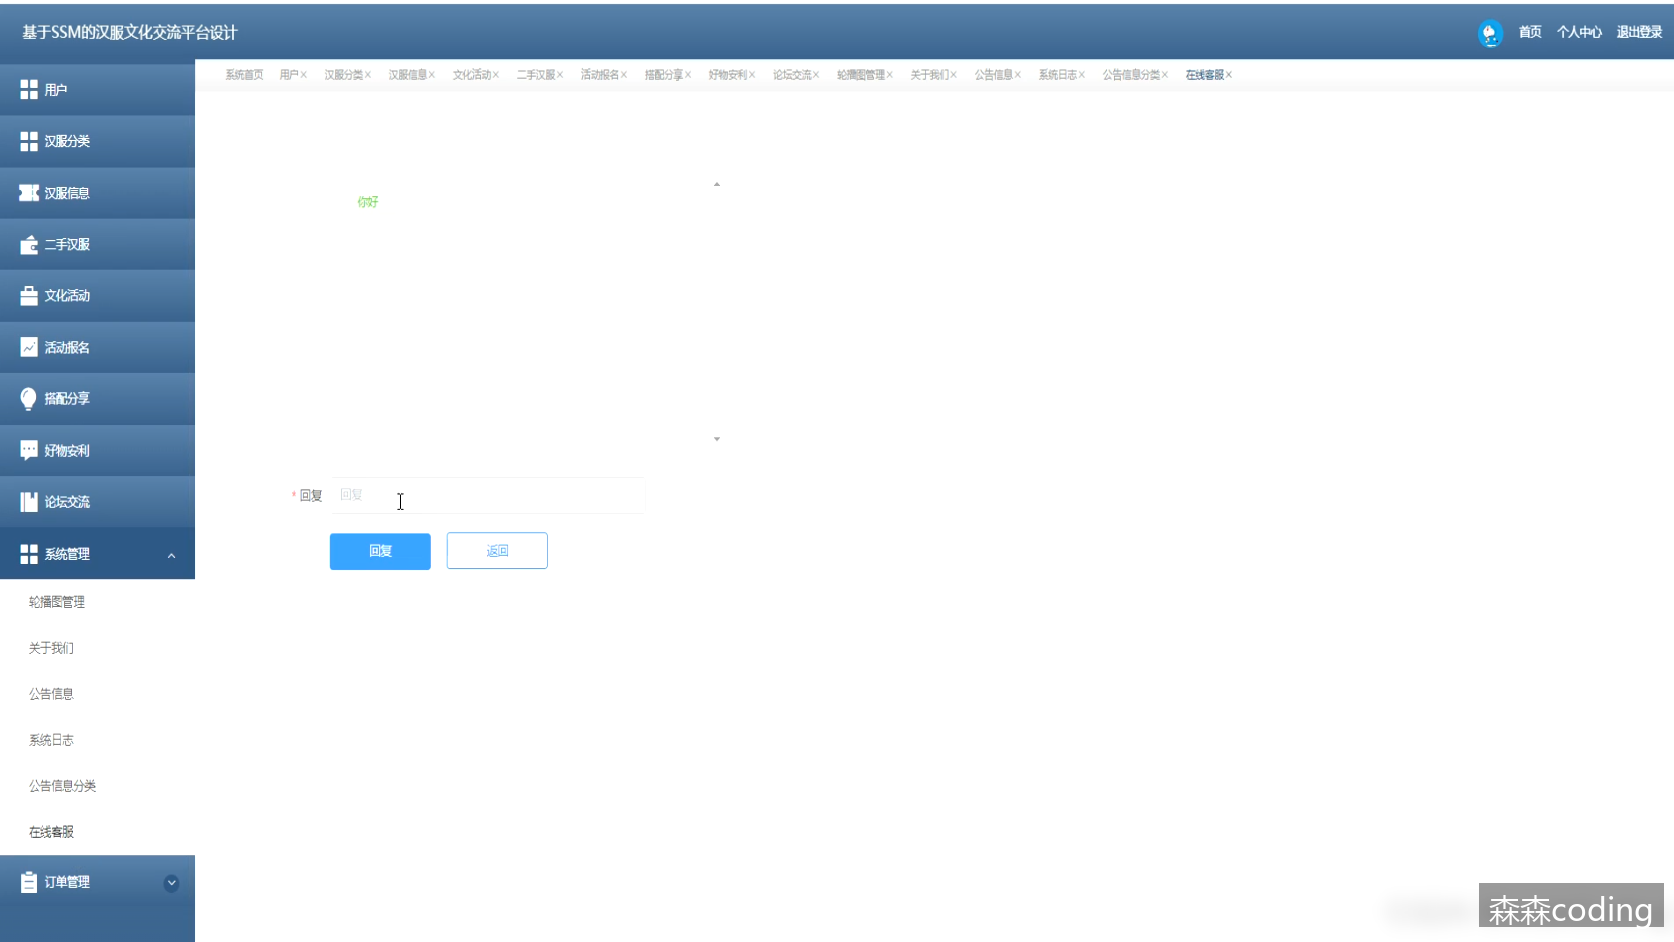 基于SSM的汉服文化交流平台设计
首页 个人中心 退出登录
系统首页 用户× 汉服分类× 汉服信息× 文化活动× 二手汉服× 活动报名× 搭配分享× 好物安利× 论坛交流× 轮播图管理× 关于我们× 公告信息× 系统日志× 公告信息分类× 在线客服×
用户
汉服分类
汉服信息
二手汉服
文化活动
活动报名
搭配分享
好物安利
论坛交流
系统管理
轮播图管理
关于我们
公告信息
系统日志
公告信息分类
在线客服
订单管理
你好
* 回复 回复
回复 返回
森森coding